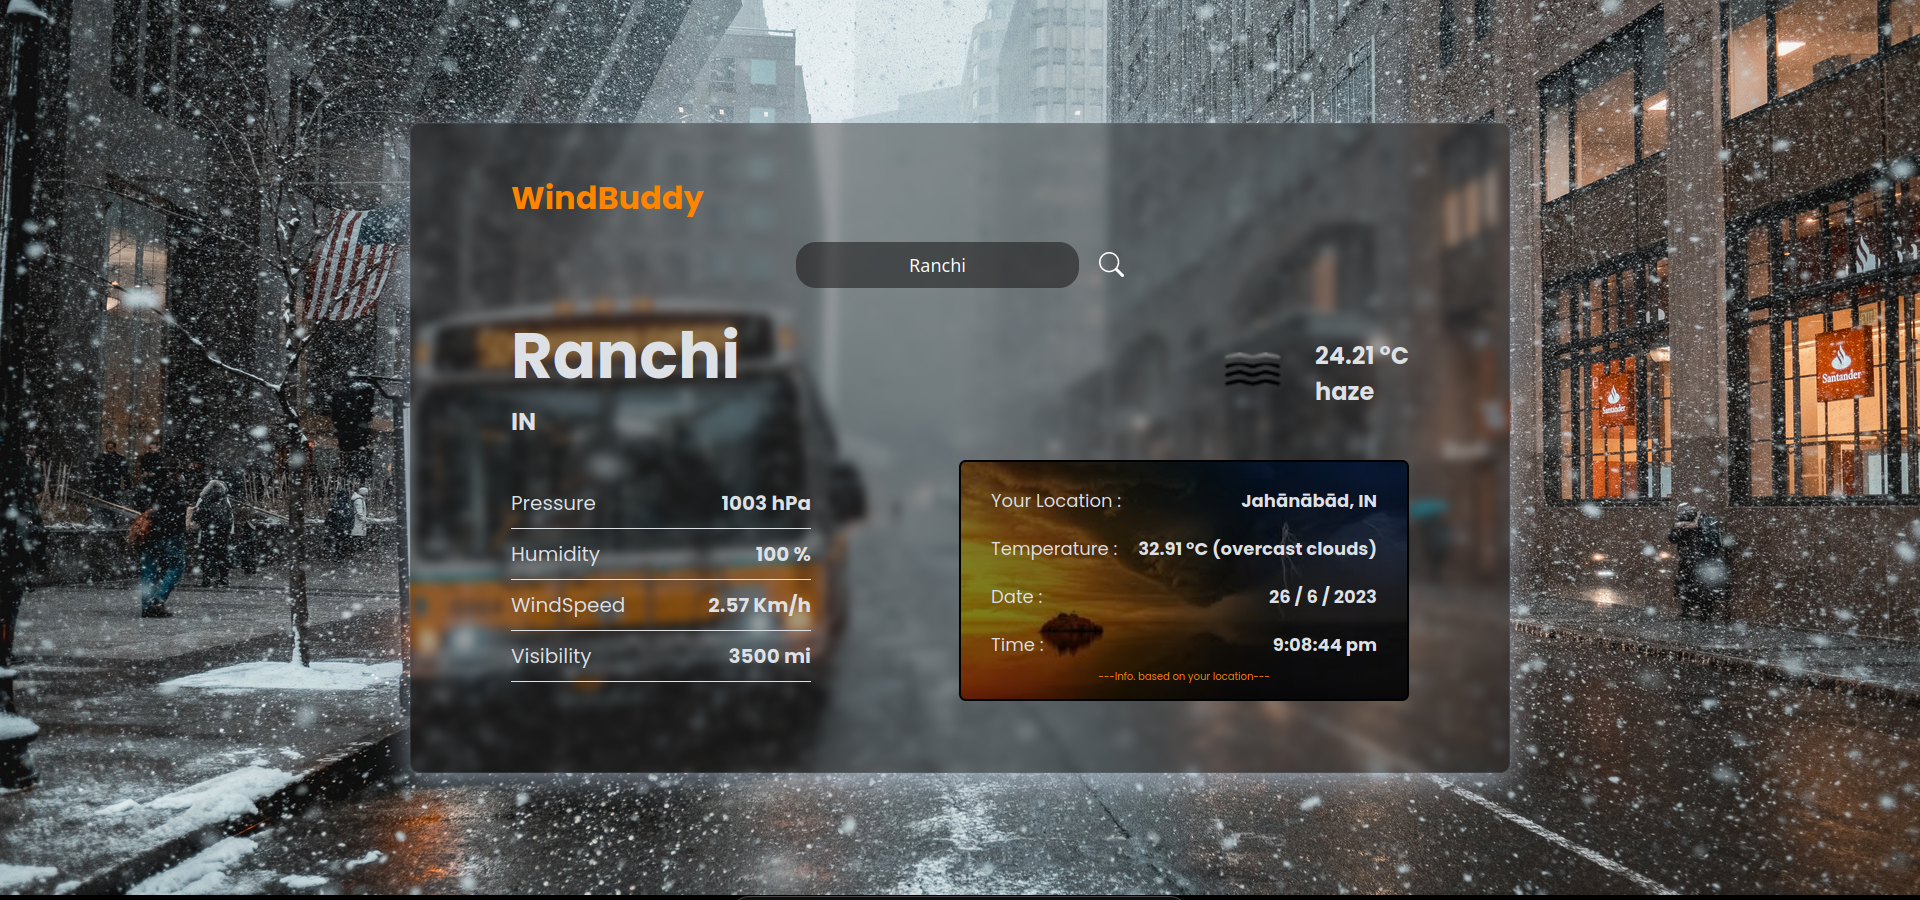 WindBuddy
Ranchi
Ranchi
IN
24.21 °C
haze
Pressure 1003 hPa
Humidity 100 %
WindSpeed 2.57 Km/h
Visibility 3500 mi
Your Location : Jahānābād, IN
Temperature : 32.91 °C (overcast clouds)
Date : 26 / 6 / 2023
Time : 9:08:44 pm
---Info. based on your location---
Santander
Santander